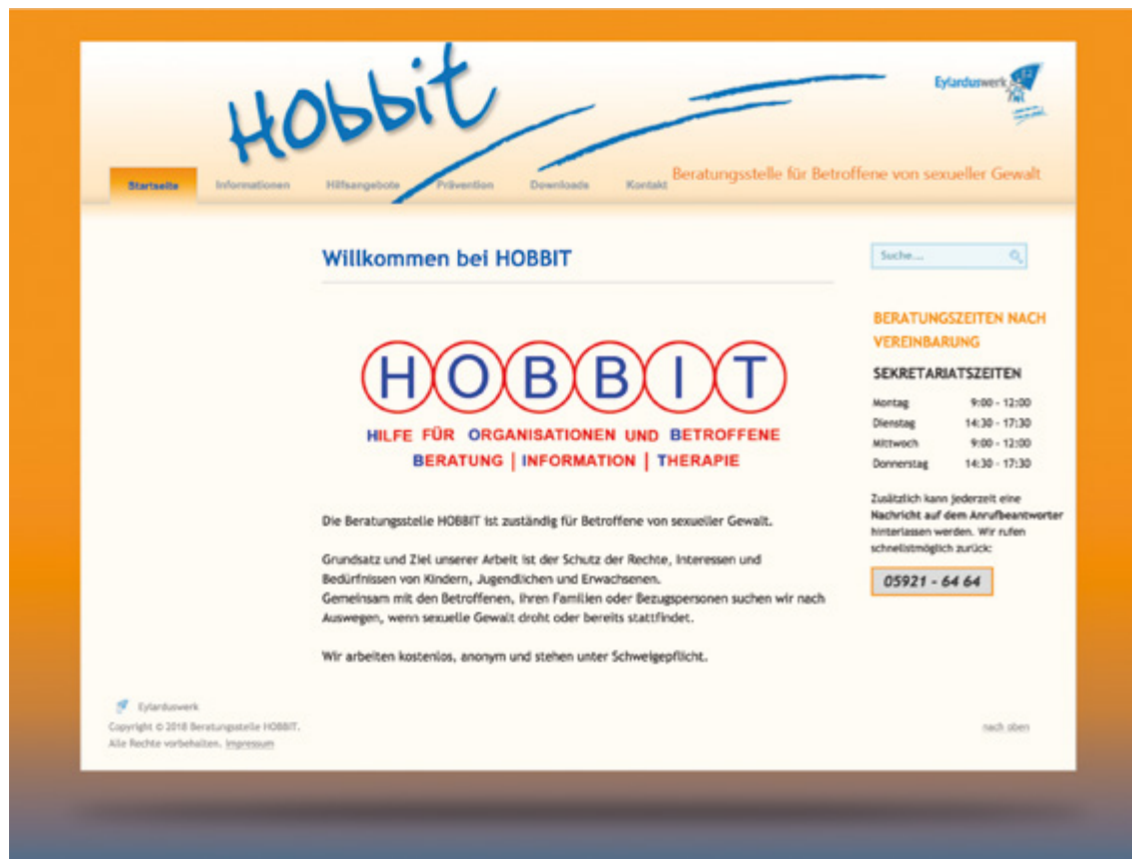 Hobbit
Eylarduswerk
Beratungsstelle für Betroffene von sexueller Gewalt
Startseite Informationen Hilfsangebote Prävention Downloads Kontakt
Willkommen bei HOBBIT
HOBBIT
HILFE FÜR ORGANISATIONEN UND BETROFFENE
BERATUNG | INFORMATION | THERAPIE
Die Beratungsstelle HOBBIT ist zuständig für Betroffene von sexueller Gewalt.
Grundsatz und Ziel unserer Arbeit ist der Schutz der Rechte, Interessen und
Bedürfnissen von Kindern, Jugendlichen und Erwachsenen.
Gemeinsam mit den Betroffenen, ihren Familien oder Bezugspersonen suchen wir nach
Auswegen, wenn sexuelle Gewalt droht oder bereits stattfindet.
Wir arbeiten kostenlos, anonym und stehen unter Schweigepflicht.
Suche...
BERATUNGSZEITEN NACH
VEREINBARUNG
SEKRETARIATSZEITEN
Montag 9:00 - 12:00
Dienstag 14:30 - 17:30
Mittwoch 9:00 - 12:00
Donnerstag 14:30 - 17:30
Zusätzlich kann jederzeit eine
Nachricht auf dem Anrufbeantworter
hinterlassen werden. Wir rufen
schnellstmöglich zurück:
05921 - 64 64
Eylarduswerk
Copyright © 2018 Beratungsstelle HOBBIT.
Alle Rechte vorbehalten. Impressum
nach oben